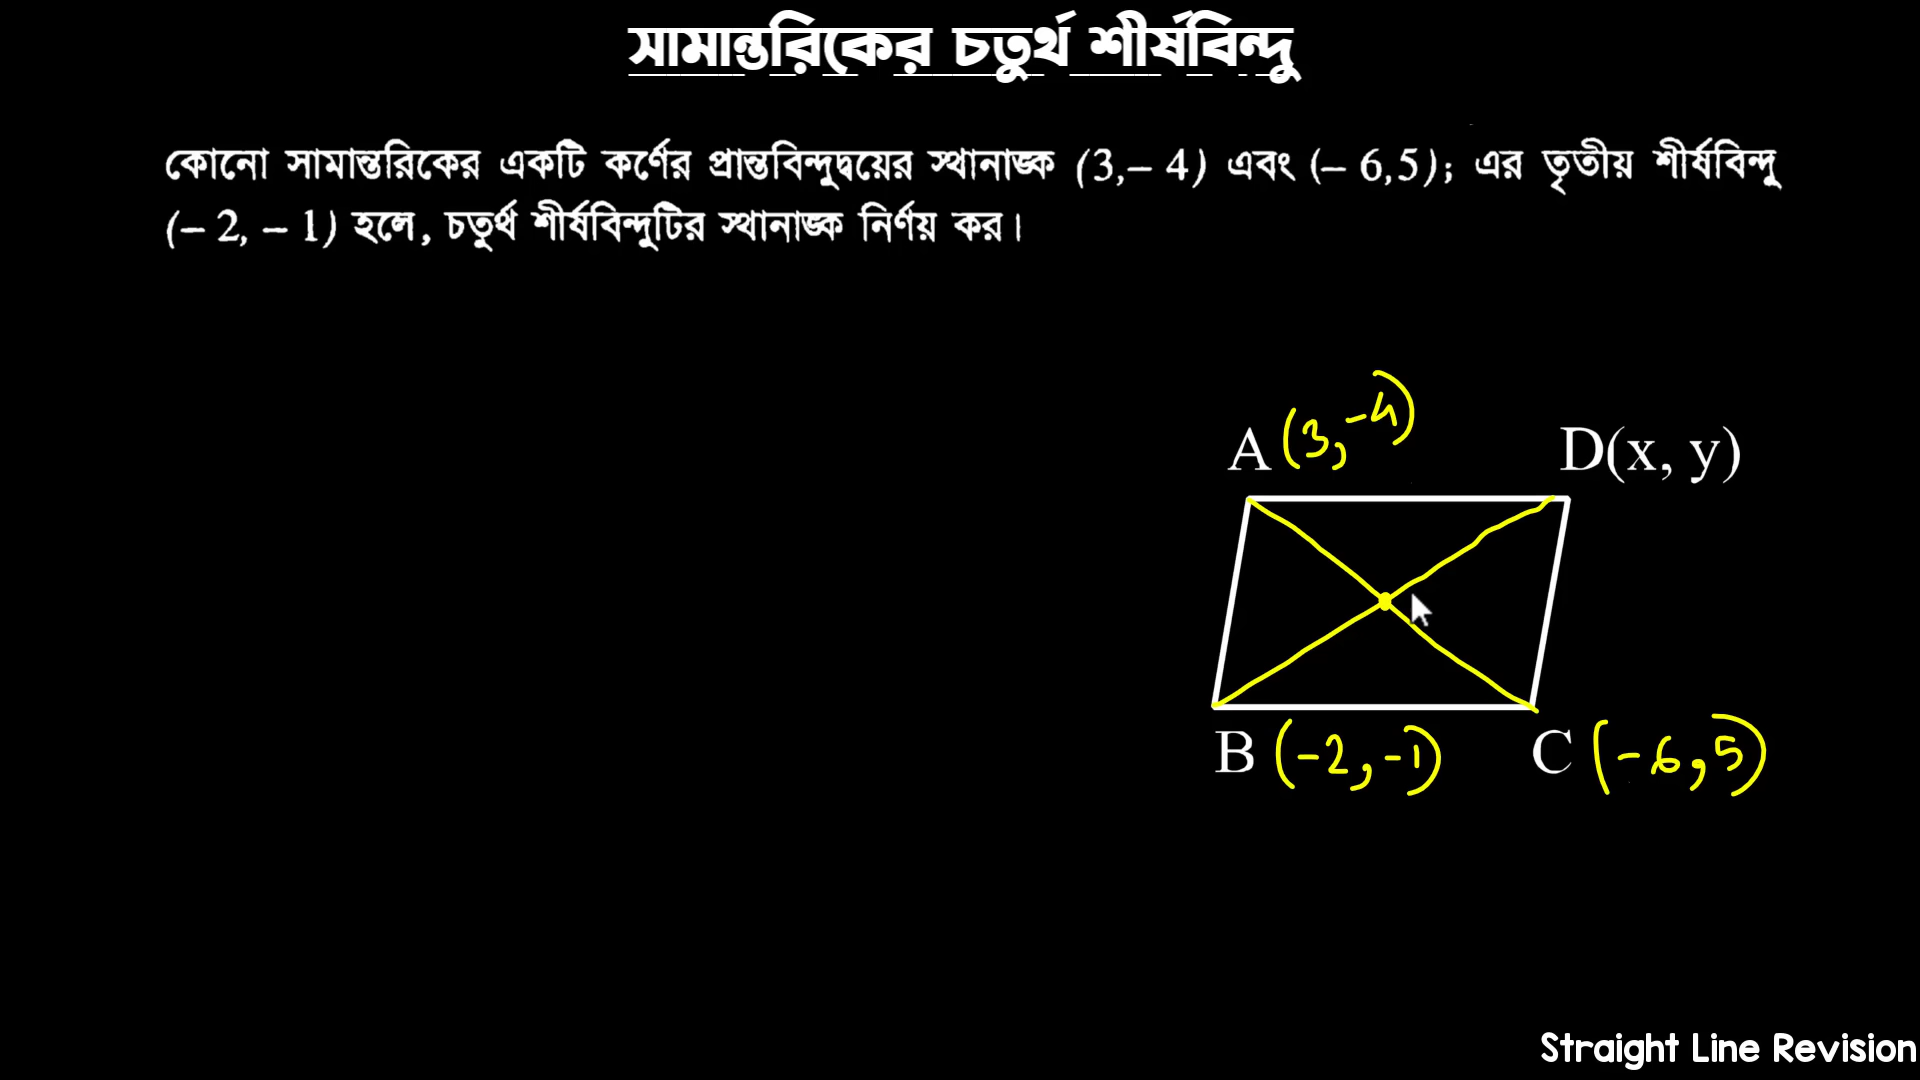 সামান্তরিকের চতুর্থ শীর্ষবিন্দু
কোনো সামান্তরিকের একটি কর্ণের প্রান্তবিন্দুদ্বয়ের স্থানাঙ্ক (3,– 4) এবং (– 6,5); এর তৃতীয় শীর্ষবিন্দু
(– 2, – 1) হলে, চতুর্থ শীর্ষবিন্দুটির স্থানাঙ্ক নির্ণয় কর।
A (3, -4) D(x, y)
B (-2, -1) C (-6, 5)
Straight Line Revision